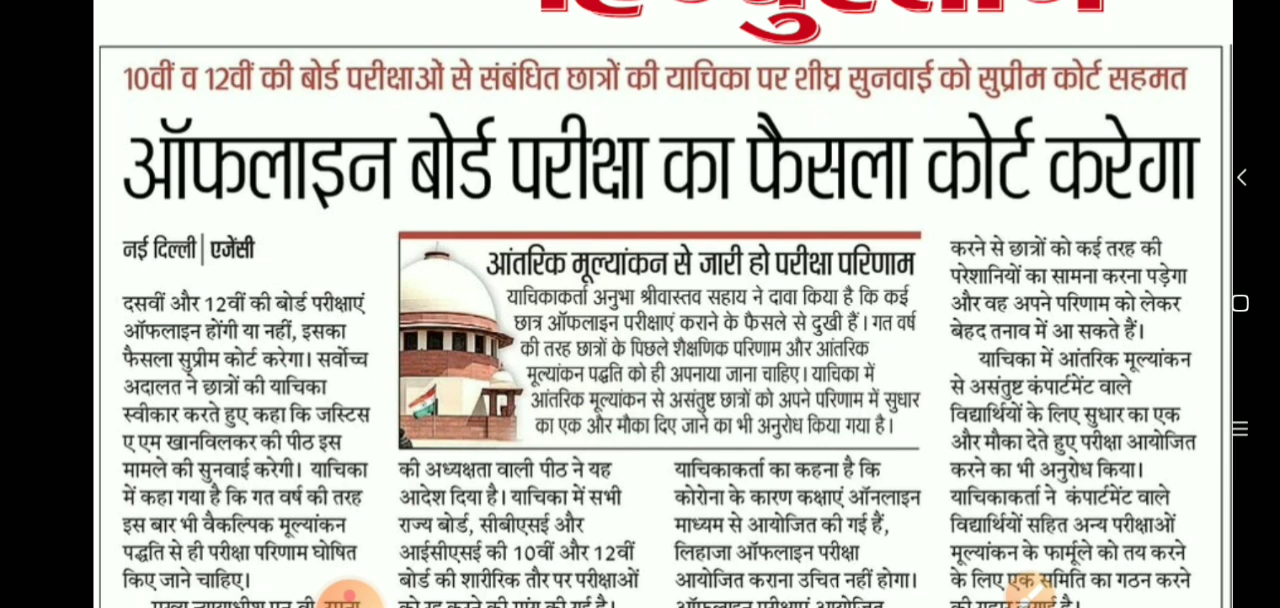 हिन्दुस्तान
10वीं व 12वीं की बोर्ड परीक्षाओं से संबंधित छात्रों की याचिका पर शीघ्र सुनवाई को सुप्रीम कोर्ट सहमत
ऑफलाइन बोर्ड परीक्षा का फैसला कोर्ट करेगा
नई दिल्ली | एजेंसी
दसवीं और 12वीं की बोर्ड परीक्षाएं
ऑफलाइन होंगी या नहीं, इसका
फैसला सुप्रीम कोर्ट करेगा। सर्वोच्च
अदालत ने छात्रों की याचिका
स्वीकार करते हुए कहा कि जस्टिस
ए एम खानविलकर की पीठ इस
मामले की सुनवाई करेगी। याचिका
में कहा गया है कि गत वर्ष की तरह
इस बार भी वैकल्पिक मूल्यांकन
पद्धति से ही परीक्षा परिणाम घोषित
किए जाने चाहिए।
आंतरिक मूल्यांकन से जारी हो परीक्षा परिणाम
याचिकाकर्ता अनुभा श्रीवास्तव सहाय ने दावा किया है कि कई
छात्र ऑफलाइन परीक्षाएं कराने के फैसले से दुखी हैं। गत वर्ष
की तरह छात्रों के पिछले शैक्षणिक परिणाम और आंतरिक
मूल्यांकन पद्धति को ही अपनाया जाना चाहिए। याचिका में
आंतरिक मूल्यांकन से असंतुष्ट छात्रों को अपने परिणाम में सुधार
का एक और मौका दिए जाने का भी अनुरोध किया गया है।
की अध्यक्षता वाली पीठ ने यह
आदेश दिया है। याचिका में सभी
राज्य बोर्ड, सीबीएसई और
आईसीएसई की 10वीं और 12वीं
बोर्ड की शारीरिक तौर पर परीक्षाओं
को रद्द करने की मांग की गई है।
याचिकाकर्ता का कहना है कि
कोरोना के कारण कक्षाएं ऑनलाइन
माध्यम से आयोजित की गई हैं,
लिहाजा ऑफलाइन परीक्षा
आयोजित कराना उचित नहीं होगा।
ऑफलाइन परीक्षाएं आयोजित
करने से छात्रों को कई तरह की
परेशानियों का सामना करना पड़ेगा
और वह अपने परिणाम को लेकर
बेहद तनाव में आ सकते हैं।
याचिका में आंतरिक मूल्यांकन
से असंतुष्ट कंपार्टमेंट वाले
विद्यार्थियों के लिए सुधार का एक
और मौका देते हुए परीक्षा आयोजित
करने का भी अनुरोध किया।
याचिकाकर्ता ने कंपार्टमेंट वाले
विद्यार्थियों सहित अन्य परीक्षाओं
मूल्यांकन के फार्मूले को तय करने
के लिए एक समिति का गठन करने